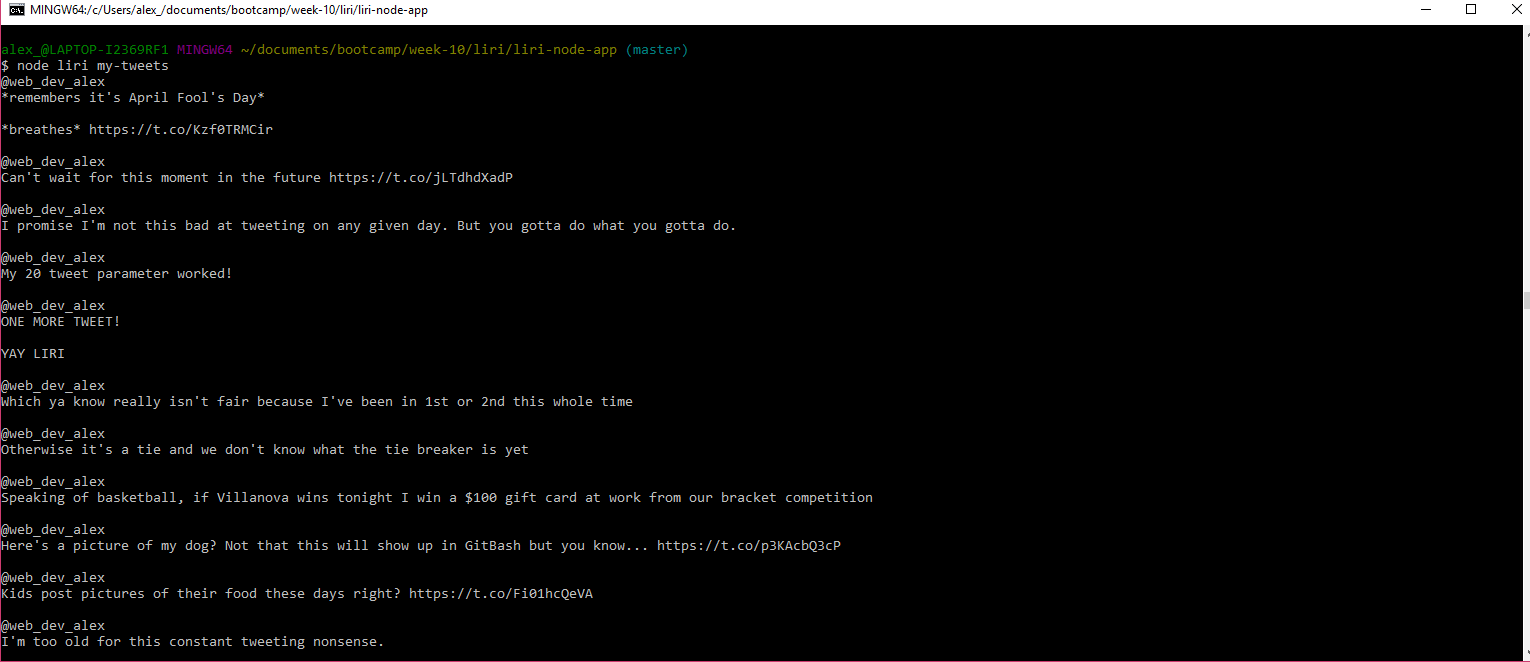 MINGW64:/c/Users/alex_/documents/bootcamp/week-10/liri/liri-node-app
alex_@LAPTOP-I2369RF1 MINGW64 ~/documents/bootcamp/week-10/liri/liri-node-app (master)
$ node liri my-tweets
@web_dev_alex
*remembers it's April Fool's Day*
*breathes* https://t.co/Kzf0TRMCir
@web_dev_alex
Can't wait for this moment in the future https://t.co/jLTdhdXadP
@web_dev_alex
I promise I'm not this bad at tweeting on any given day. But you gotta do what you gotta do.
@web_dev_alex
My 20 tweet parameter worked!
@web_dev_alex
ONE MORE TWEET!
YAY LIRI
@web_dev_alex
Which ya know really isn't fair because I've been in 1st or 2nd this whole time
@web_dev_alex
Otherwise it's a tie and we don't know what the tie breaker is yet
@web_dev_alex
Speaking of basketball, if Villanova wins tonight I win a $100 gift card at work from our bracket competition
@web_dev_alex
Here's a picture of my dog? Not that this will show up in GitBash but you know... https://t.co/p3KAcbQ3cP
@web_dev_alex
Kids post pictures of their food these days right? https://t.co/Fi01hcQeVA
@web_dev_alex
I'm too old for this constant tweeting nonsense.